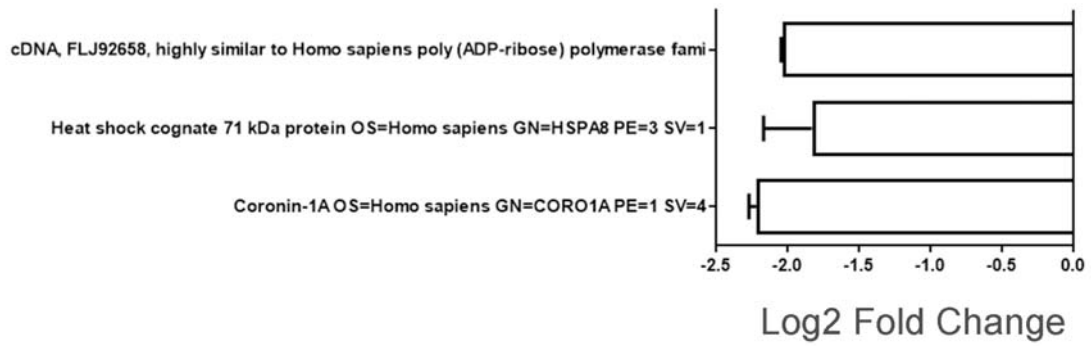 cDNA, FLJ92658, highly similar to Homo sapiens poly (ADP-ribose) polymerase fami
Heat shock cognate 71 kDa protein OS=Homo sapiens GN=HSPA8 PE=3 SV=1
Coronin-1A OS=Homo sapiens GN=CORO1A PE=1 SV=4
-2.5 -2.0 -1.5 -1.0 -0.5 0.0
Log2 Fold Change